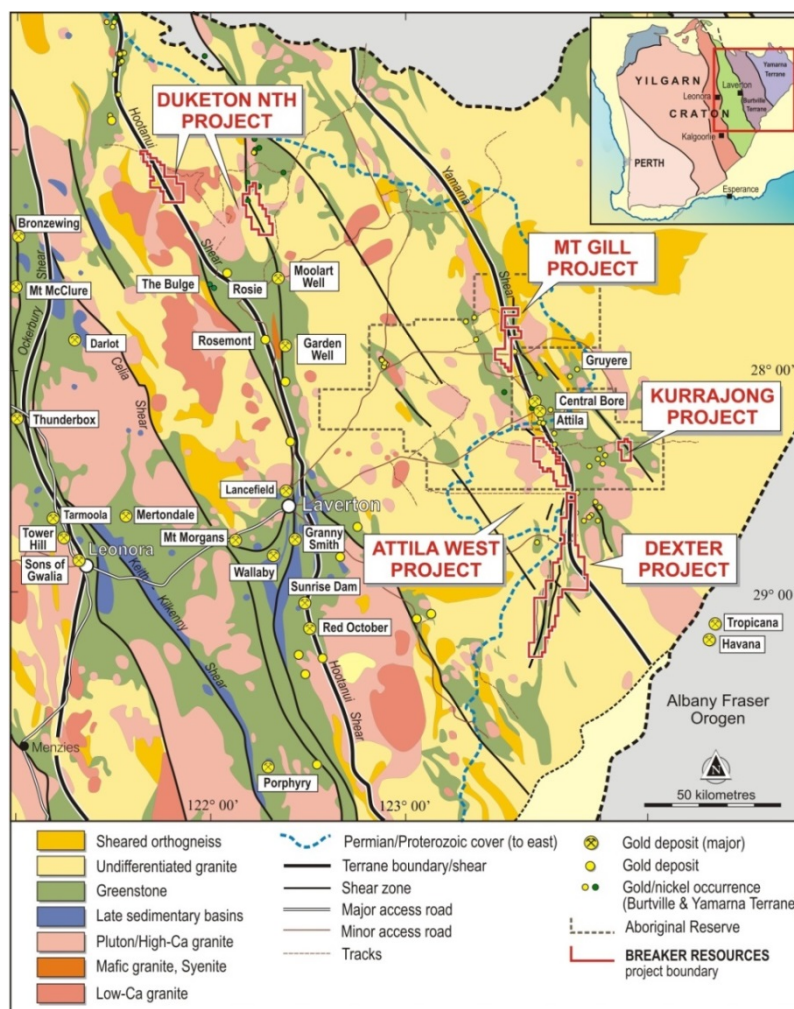 DUKETON NTH
PROJECT
YILGARN
CRATON
Leonora
Laverton
Burtville
Terrane
Yamarna
Terrane
Kalgoorlie
PERTH
Esperance
Hootanui
Shear
Yamarna
Shear
Bronzewing
Mt McClure
Ockerbury
Shear
Darlot
Celia
Shear
Thunderbox
The Bulge
Rosie
Moolart
Well
Rosemont
Garden
Well
MT GILL
PROJECT
Gruyere
28° 00'
Central Bore
Attila
KURRAJONG
PROJECT
Lancefield
Laverton
Tarmoola
Mertondale
Tower
Hill
Leonora
Sons of
Gwalia
Mt Morgans
Granny
Smith
Wallaby
Sunrise Dam
Red October
Keith
Kilkenny
Shear
Hootanui
Shear
ATTILA WEST
PROJECT
DEXTER
PROJECT
29° 00'
Tropicana
Havana
Albany Fraser
Orogen
Menzies
Porphyry
122° 00'
123° 00'
N
50 kilometres
Sheared orthogneiss
Undifferentiated granite
Greenstone
Late sedimentary basins
Pluton/High-Ca granite
Mafic granite, Syenite
Low-Ca granite
Permian/Proterozoic cover (to east)
Terrane boundary/shear
Shear zone
Major access road
Minor access road
Tracks
Gold deposit (major)
Gold deposit
Gold/nickel occurrence
(Burtville & Yamarna Terrane)
Aboriginal Reserve
BREAKER RESOURCES
project boundary